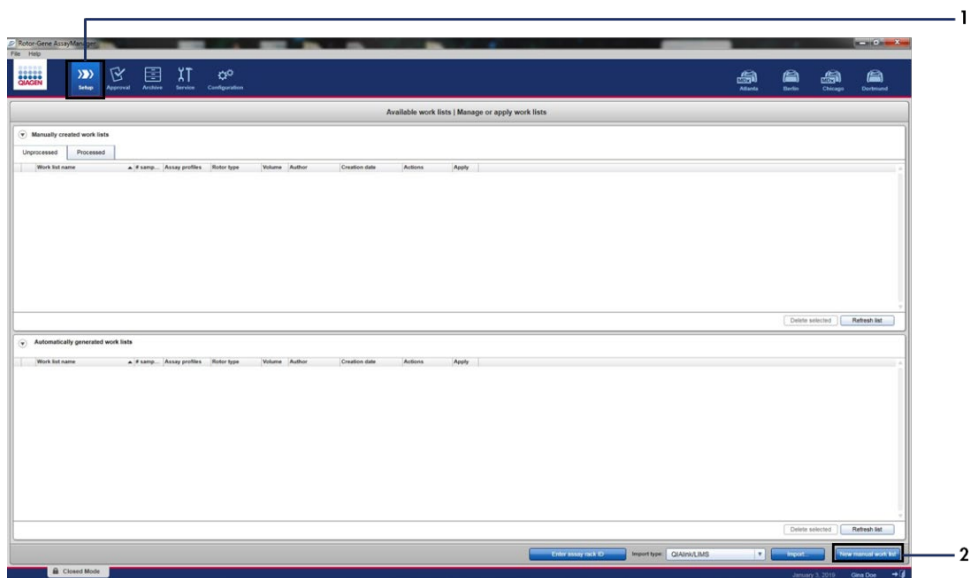 1
Rotor-Gene AssayManager
File Help
QIAGEN Setup Approval Archive Service Configuration Atlanta Berlin Chicago Dortmund
Available work lists | Manage or apply work lists
Manually created work lists
Unprocessed Processed
Work list name # samp... Assay profiles Rotor type Volume Author Creation date Actions Apply
Delete selected Refresh list
Automatically generated work lists
Work list name # samp... Assay profiles Rotor type Volume Author Creation date Actions Apply
Delete selected Refresh list
Enter assay rack ID Import type: QIAlink/LIMS Import... New manual work list
2
Closed Mode January 3, 2019 Gina Doe